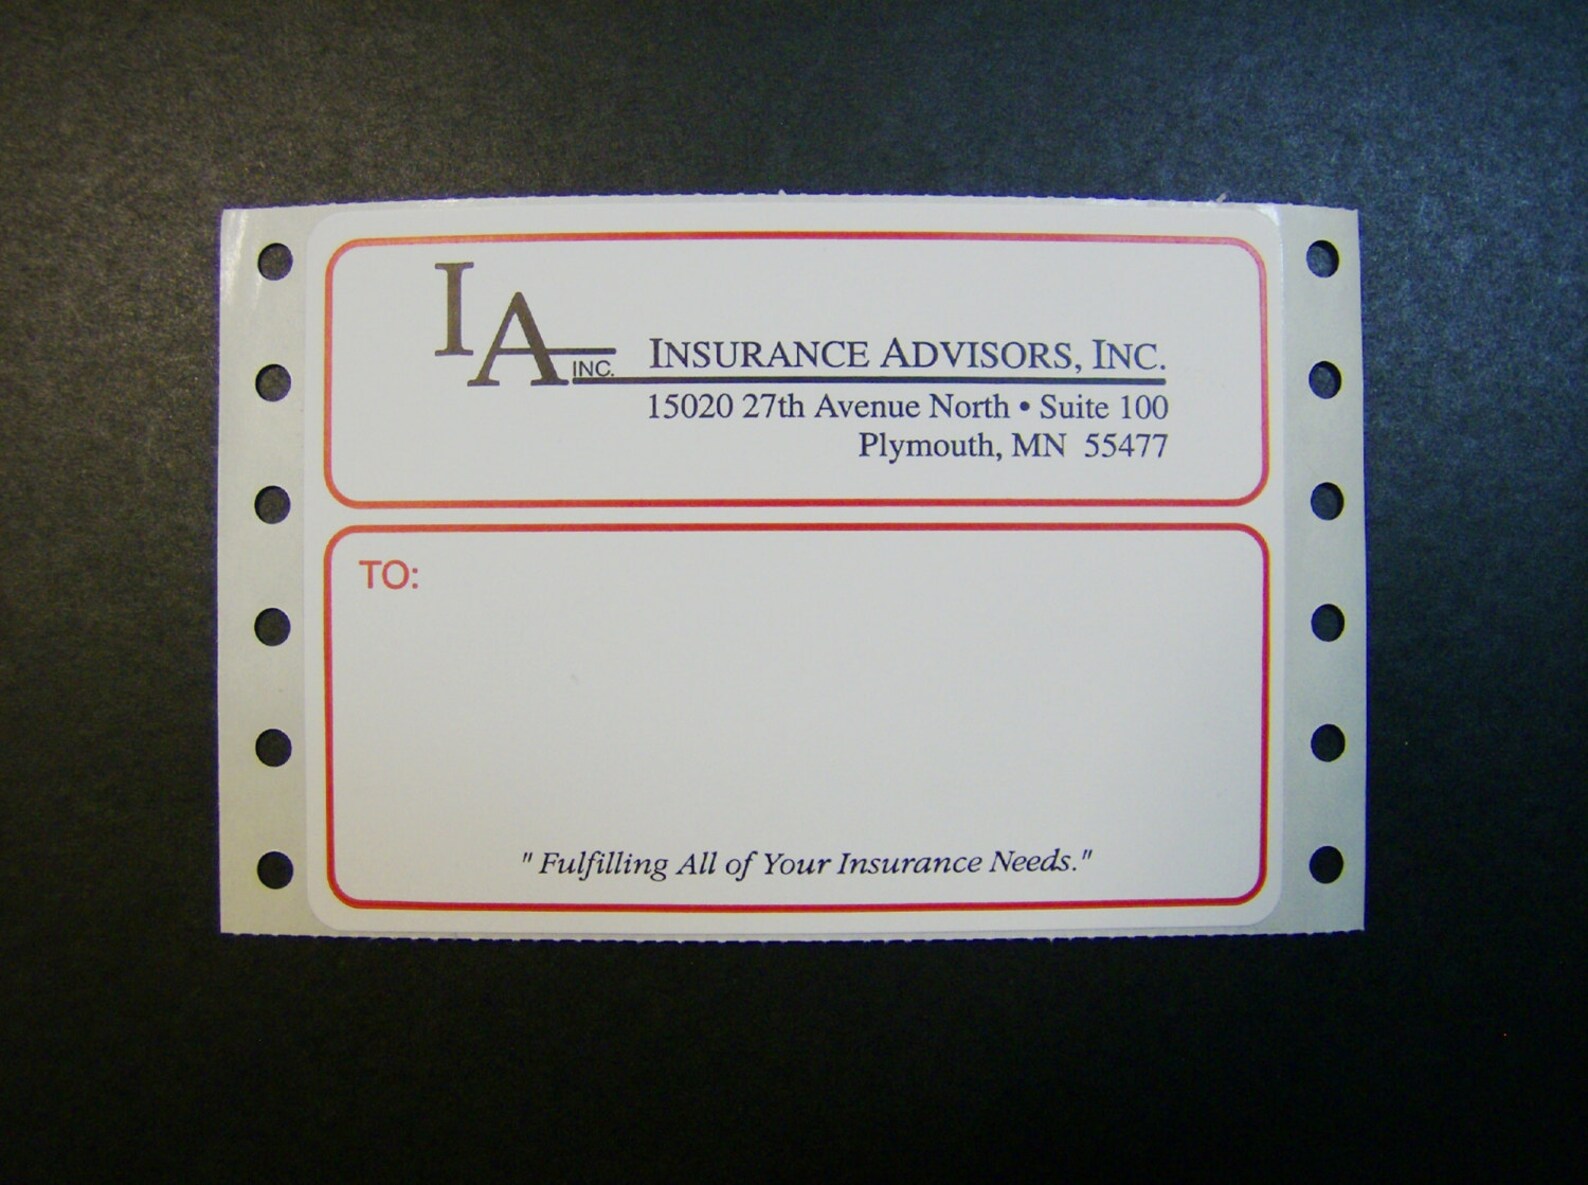 IA INC.
INSURANCE ADVISORS, INC.
15020 27th Avenue North • Suite 100
Plymouth, MN 55477
TO:
" Fulfilling All of Your Insurance Needs."